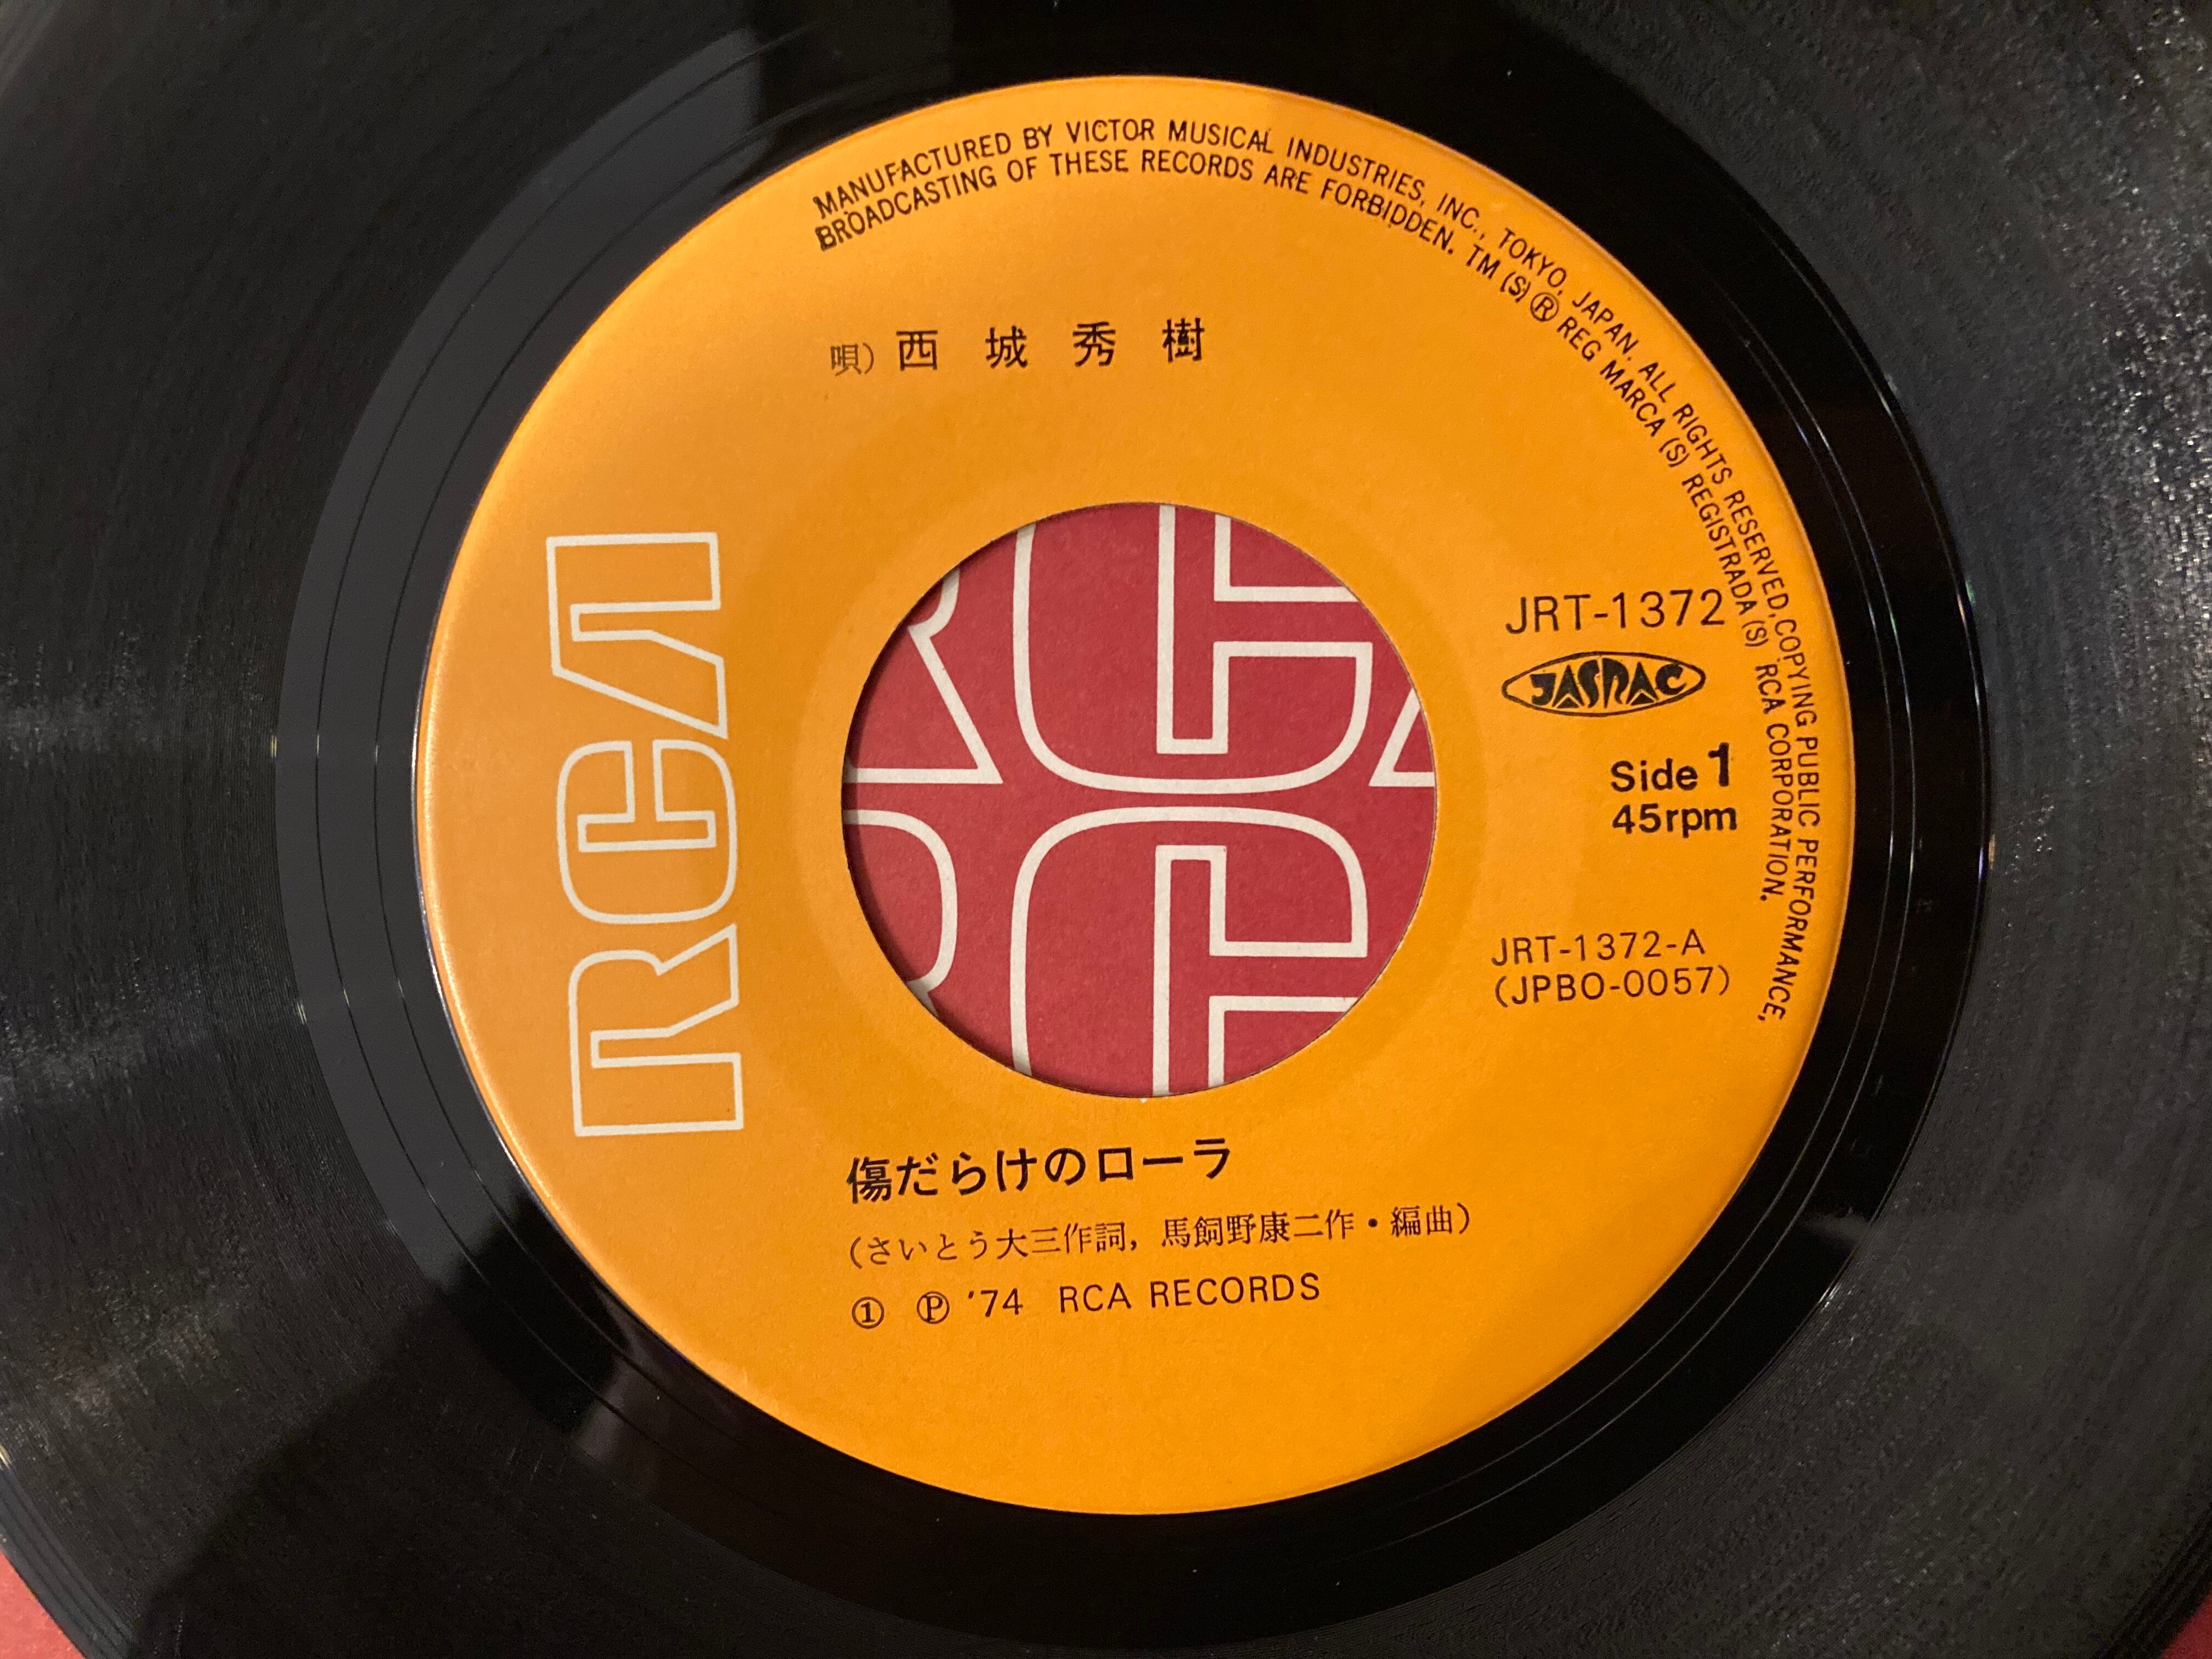 MANUFACTURED BY VICTOR MUSICAL INDUSTRIES, INC., TOKYO, JAPAN. ALL RIGHTS RESERVED, COPYING PUBLIC PERFORMANCE,
BROADCASTING OF THESE RECORDS ARE FORBIDDEN. TM (S) Ⓡ REG MARCA (S) REGISTRADA (S) RCA CORPORATION.
唄）西城秀樹
RCA
JRT-1372
JASRAC
Side 1
45rpm
JRT-1372-A
(JPBO-0057)
傷だらけのローラ
（さいとう大三作詞，馬飼野康二作・編曲）
① Ⓟ '74 RCA RECORDS